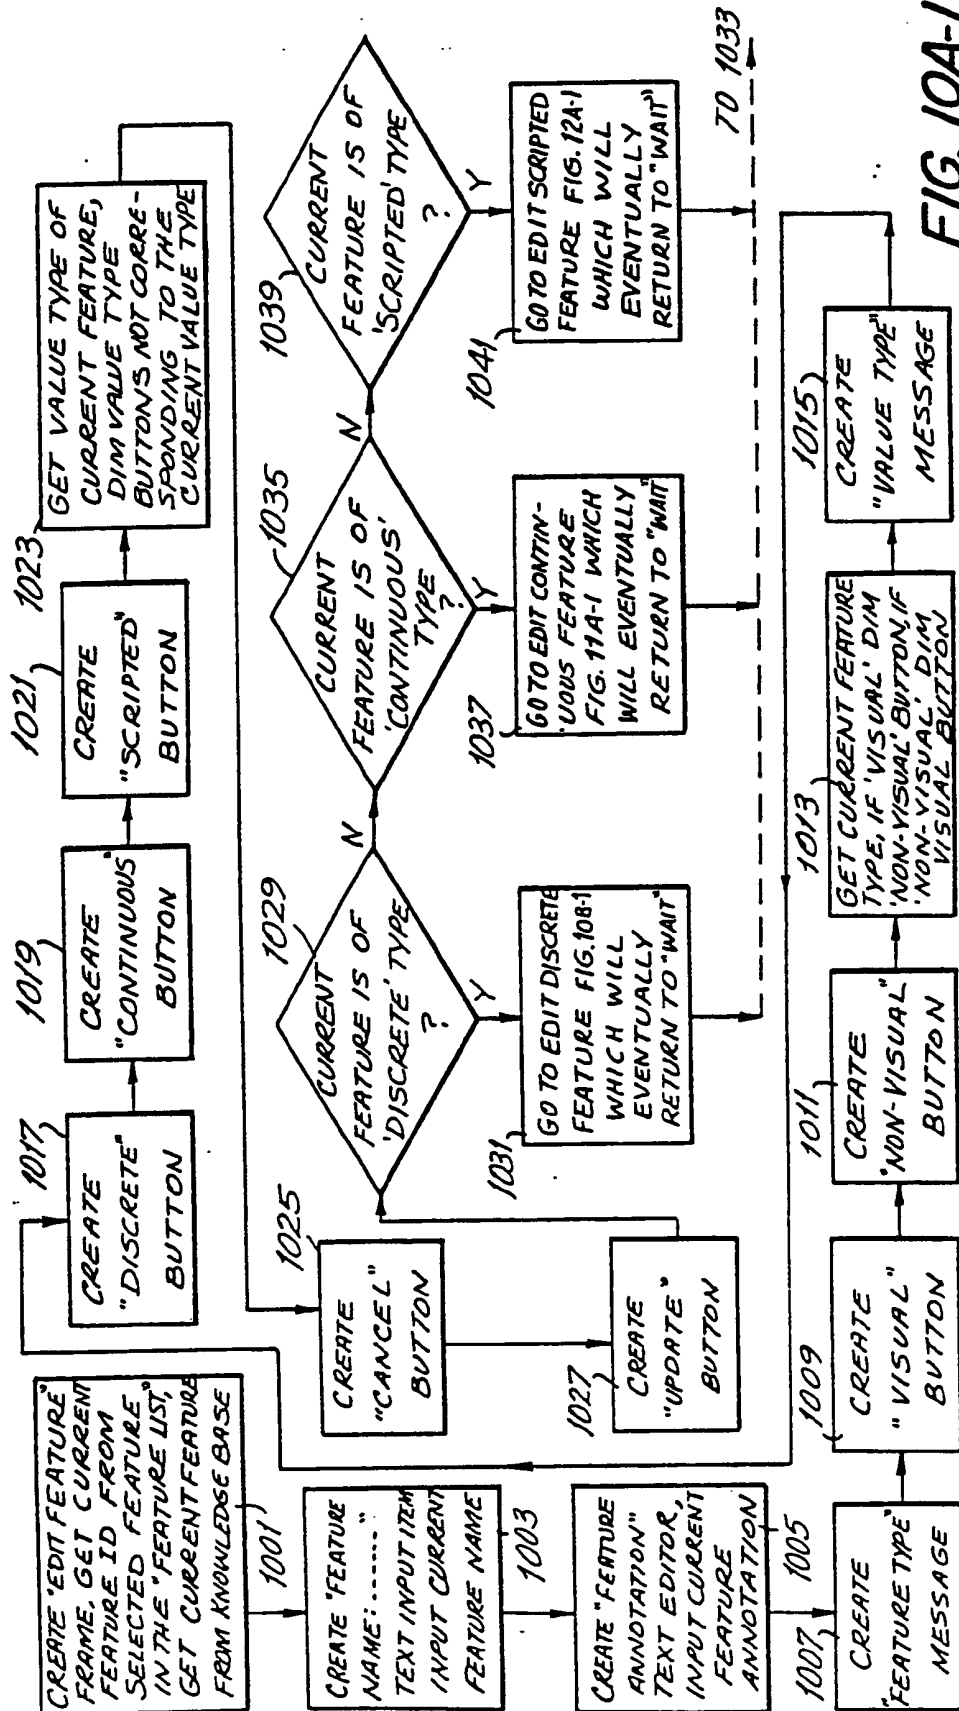 CREATE "EDIT FEATURE"
FRAME, GET CURRENT
FEATURE ID FROM
SELECTED FEATURE
IN THE "FEATURE LIST,"
GET CURRENT FEATURE
FROM KNOWLEDGE BASE
1001
CREATE "FEATURE
NAME:......"
TEXT INPUT ITEM
INPUT CURRENT
FEATURE NAME
1003
CREATE "FEATURE
ANNOTATION"
TEXT EDITOR,
INPUT CURRENT
FEATURE
ANNOTATION
1005
1007
CREATE
"FEATURE TYPE"
MESSAGE
1009
CREATE
"VISUAL"
BUTTON
1011
CREATE
"NON-VISUAL"
BUTTON
1013
GET CURRENT FEATURE
TYPE, IF 'VISUAL' DIM
'NON-VISUAL' BUTTON, IF
'NON-VISUAL' DIM
VISUAL BUTTON
1015
CREATE
"VALUE TYPE"
MESSAGE
1017
CREATE
"DISCRETE"
BUTTON
1019
CREATE
"CONTINUOUS"
BUTTON
1021
CREATE
"SCRIPTED"
BUTTON
1023
GET VALUE TYPE OF
CURRENT FEATURE,
DIM VALUE TYPE
BUTTONS NOT CORRE-
SPONDING TO THE
CURRENT VALUE TYPE
1025
CREATE
"CANCEL"
BUTTON
1027
CREATE
"UPDATE"
BUTTON
1029
CURRENT
FEATURE IS OF
'DISCRETE' TYPE
?
N
Y
1031
GO TO EDIT DISCRETE
FEATURE FIG.10B-1
WHICH WILL
EVENTUALLY
RETURN TO "WAIT"
1035
CURRENT
FEATURE IS OF
'CONTINUOUS'
TYPE
?
N
Y
1037
GO TO EDIT CONTIN-
'UOUS FEATURE
FIG. 11A-1 WHICH
WILL EVENTUALLY
RETURN TO "WAIT"
1039
CURRENT
FEATURE IS OF
'SCRIPTED' TYPE
?
Y
1041
GO TO EDIT SCRIPTED
FEATURE FIG.12A-1
WHICH WILL
EVENTUALLY
RETURN TO "WAIT"
TO 1033
FIG. 10A-1